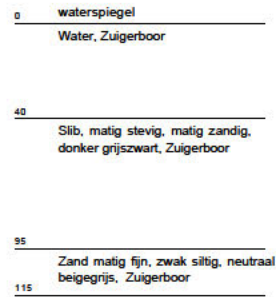 0 waterspiegel
Water, Zuigerboor
40
Slib, matig stevig, matig zandig,
donker grijszwart, Zuigerboor
95
Zand matig fijn, zwak siltig, neutraal
beigegrijs, Zuigerboor
115